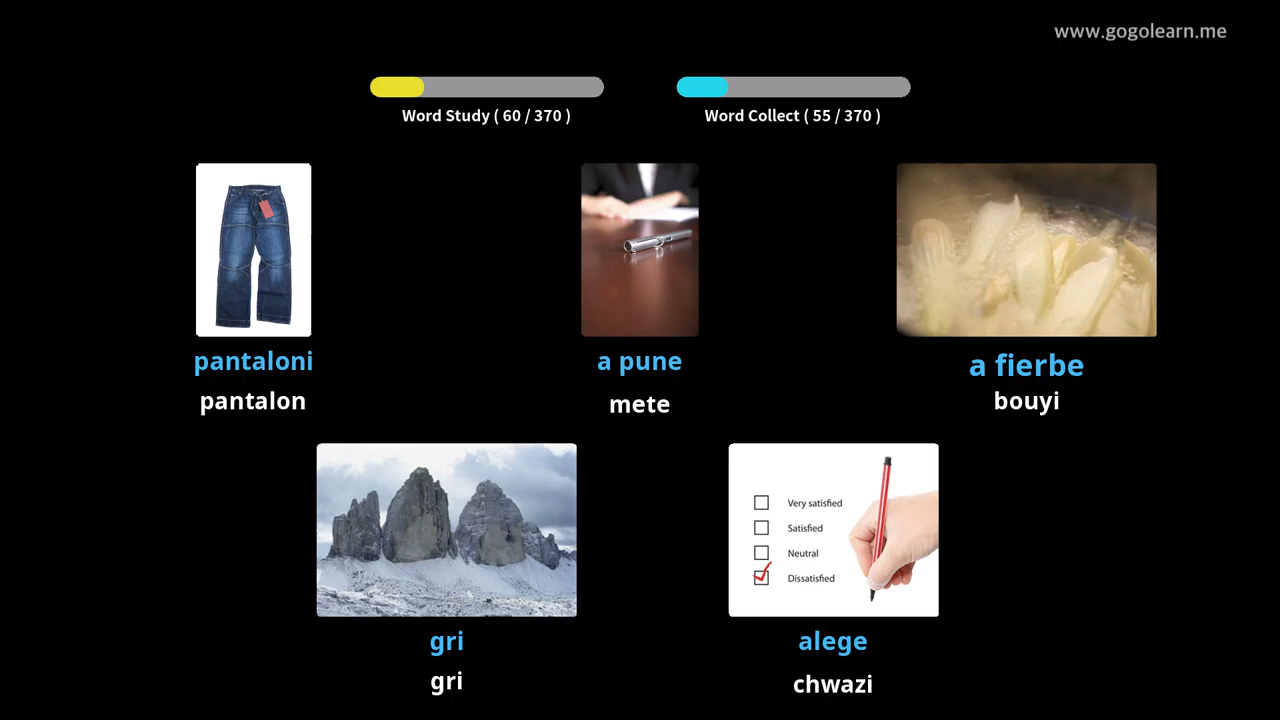 www.gogolearn.me
Word Study ( 60 / 370 )
Word Collect ( 55 / 370 )
pantaloni
pantalon
a pune
mete
a fierbe
bouyi
gri
gri
Very satisfied
Satisfied
Neutral
Dissatisfied
alege
chwazi